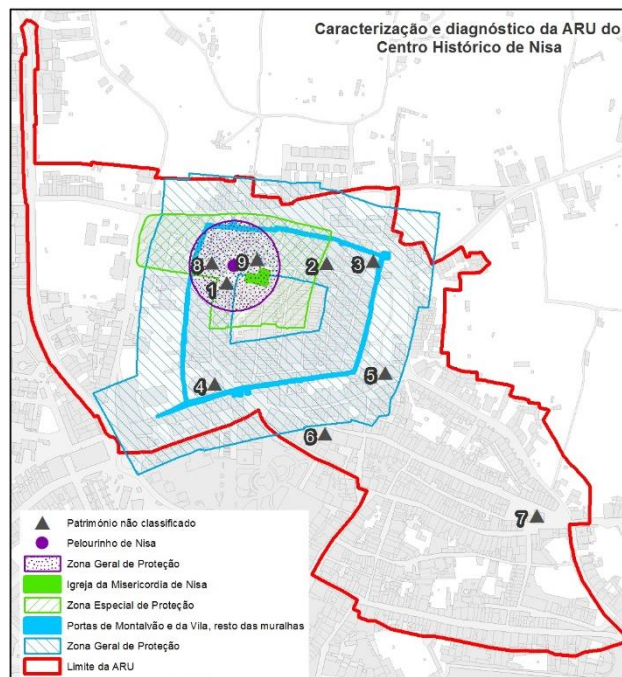 Caracterização e diagnóstico da ARU do
Centro Histórico de Nisa
8
9
2
3
1
4
5
6
7
Património não classificado
Pelourinho de Nisa
Zona Geral de Proteção
Igreja da Misericordia de Nisa
Zona Especial de Proteção
Portas de Montalvão e da Vila, resto das muralhas
Zona Geral de Proteção
Limite da ARU